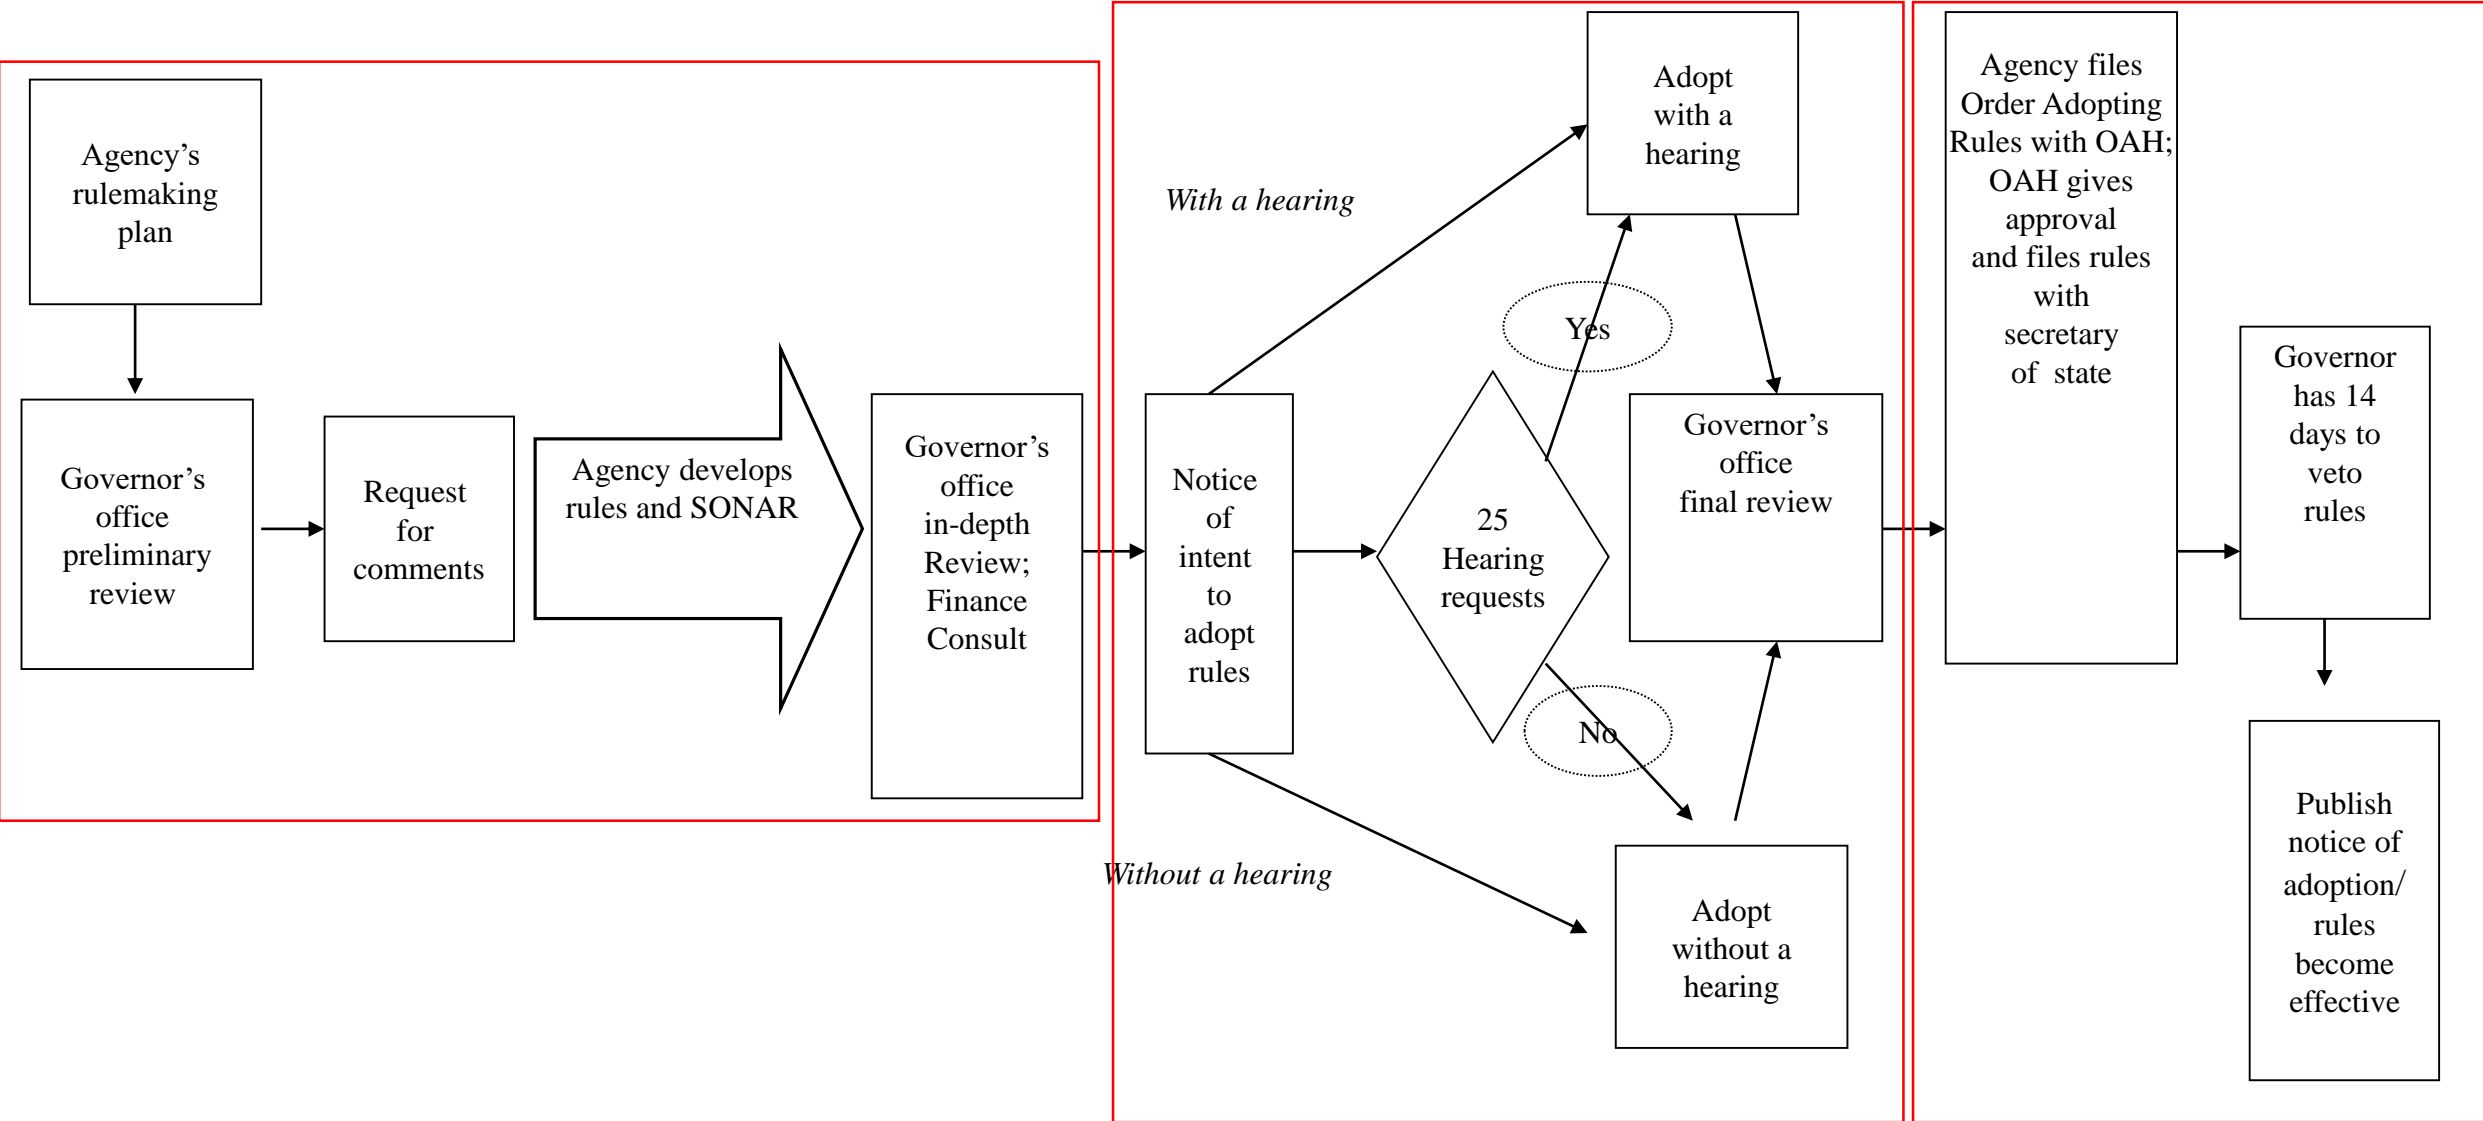 Agency’s
rulemaking
plan
Governor’s
office
preliminary
review
Request
for
comments
Agency develops
rules and SONAR
Governor’s
office
in-depth
Review;
Finance
Consult
Notice
of
intent
to
adopt
rules
With a hearing
Without a hearing
25
Hearing
requests
Yes
No
Adopt
with a
hearing
Adopt
without a
hearing
Governor’s
office
final review
Agency files
Order Adopting
Rules with OAH;
OAH gives
approval
and files rules
with
secretary
of state
Governor
has 14
days to
veto
rules
Publish
notice of
adoption/
rules
become
effective